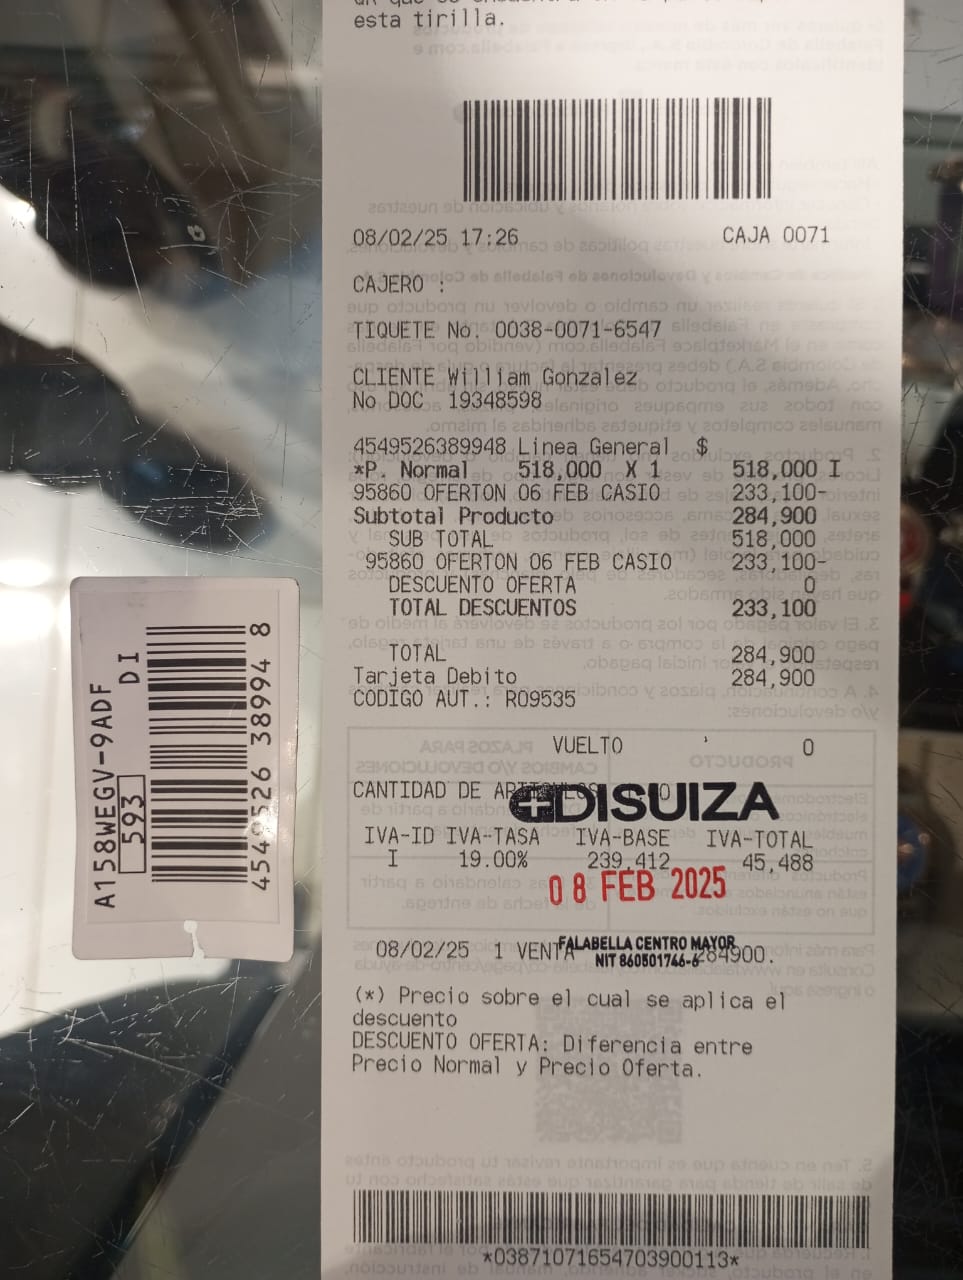 esta tirilla.
08/02/25 17:26 CAJA 0071
CAJERO :
TIQUETE No: 0038-0071-6547
CLIENTE William Gonzalez
No DOC 19348598
4549526389948 Linea General $
*P. Normal 518,000 X 1 518,000 I
95860 OFERTON 06 FEB CASIO 233,100-
Subtotal Producto 284,900
SUB TOTAL 518,000
95860 OFERTON 06 FEB CASIO 233,100-
DESCUENTO OFERTA 0
TOTAL DESCUENTOS 233,100
TOTAL 284,900
Tarjeta Debito 284,900
CODIGO AUT.: R09535
VUELTO 0
CANTIDAD DE
DISUIZA
IVA-ID IVA-TASA IVA-BASE IVA-TOTAL
I 19.00% 239,412 45,488
08 FEB 2025
08/02/25 1 VENTA 284900.
FALABELLA CENTRO MAYOR
NIT 860501746-6
(*) Precio sobre el cual se aplica el
descuento
DESCUENTO OFERTA: Diferencia entre
Precio Normal y Precio Oferta.
*03871071654703900113*
A158WEGV-9ADF
593
DI
4549526 38994 8